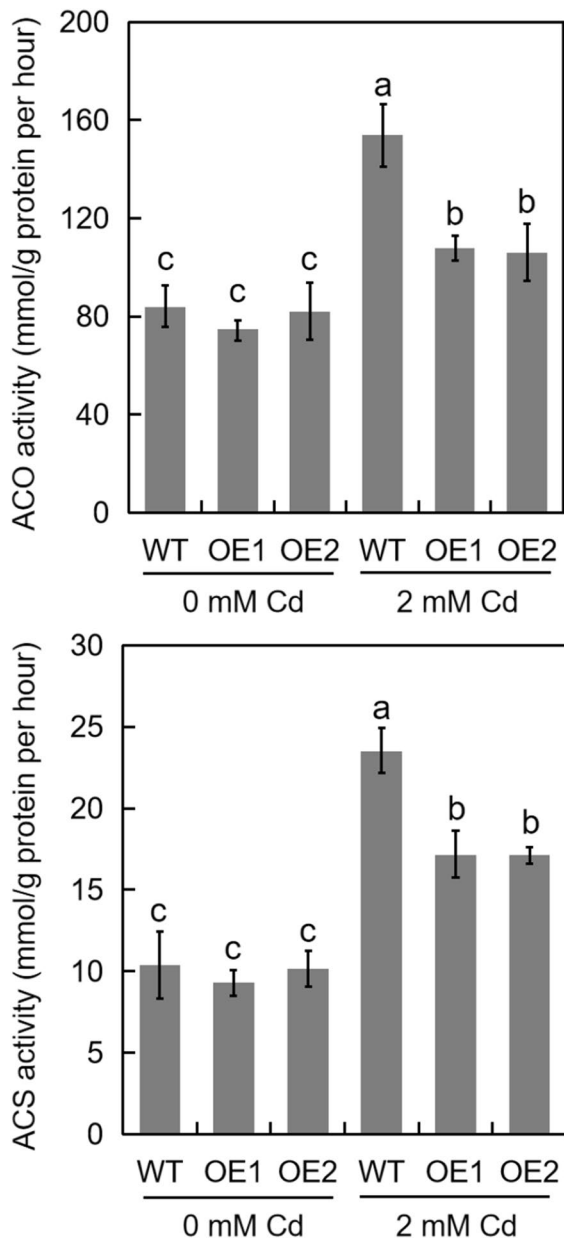 ACO activity (mmol/g protein per hour)
200
160
120
80
40
0
a
b
b
c
c
c
WT OE1 OE2 WT OE1 OE2
0 mM Cd 2 mM Cd
ACS activity (mmol/g protein per hour)
30
25
20
15
10
5
0
a
b
b
c
c
c
WT OE1 OE2 WT OE1 OE2
0 mM Cd 2 mM Cd